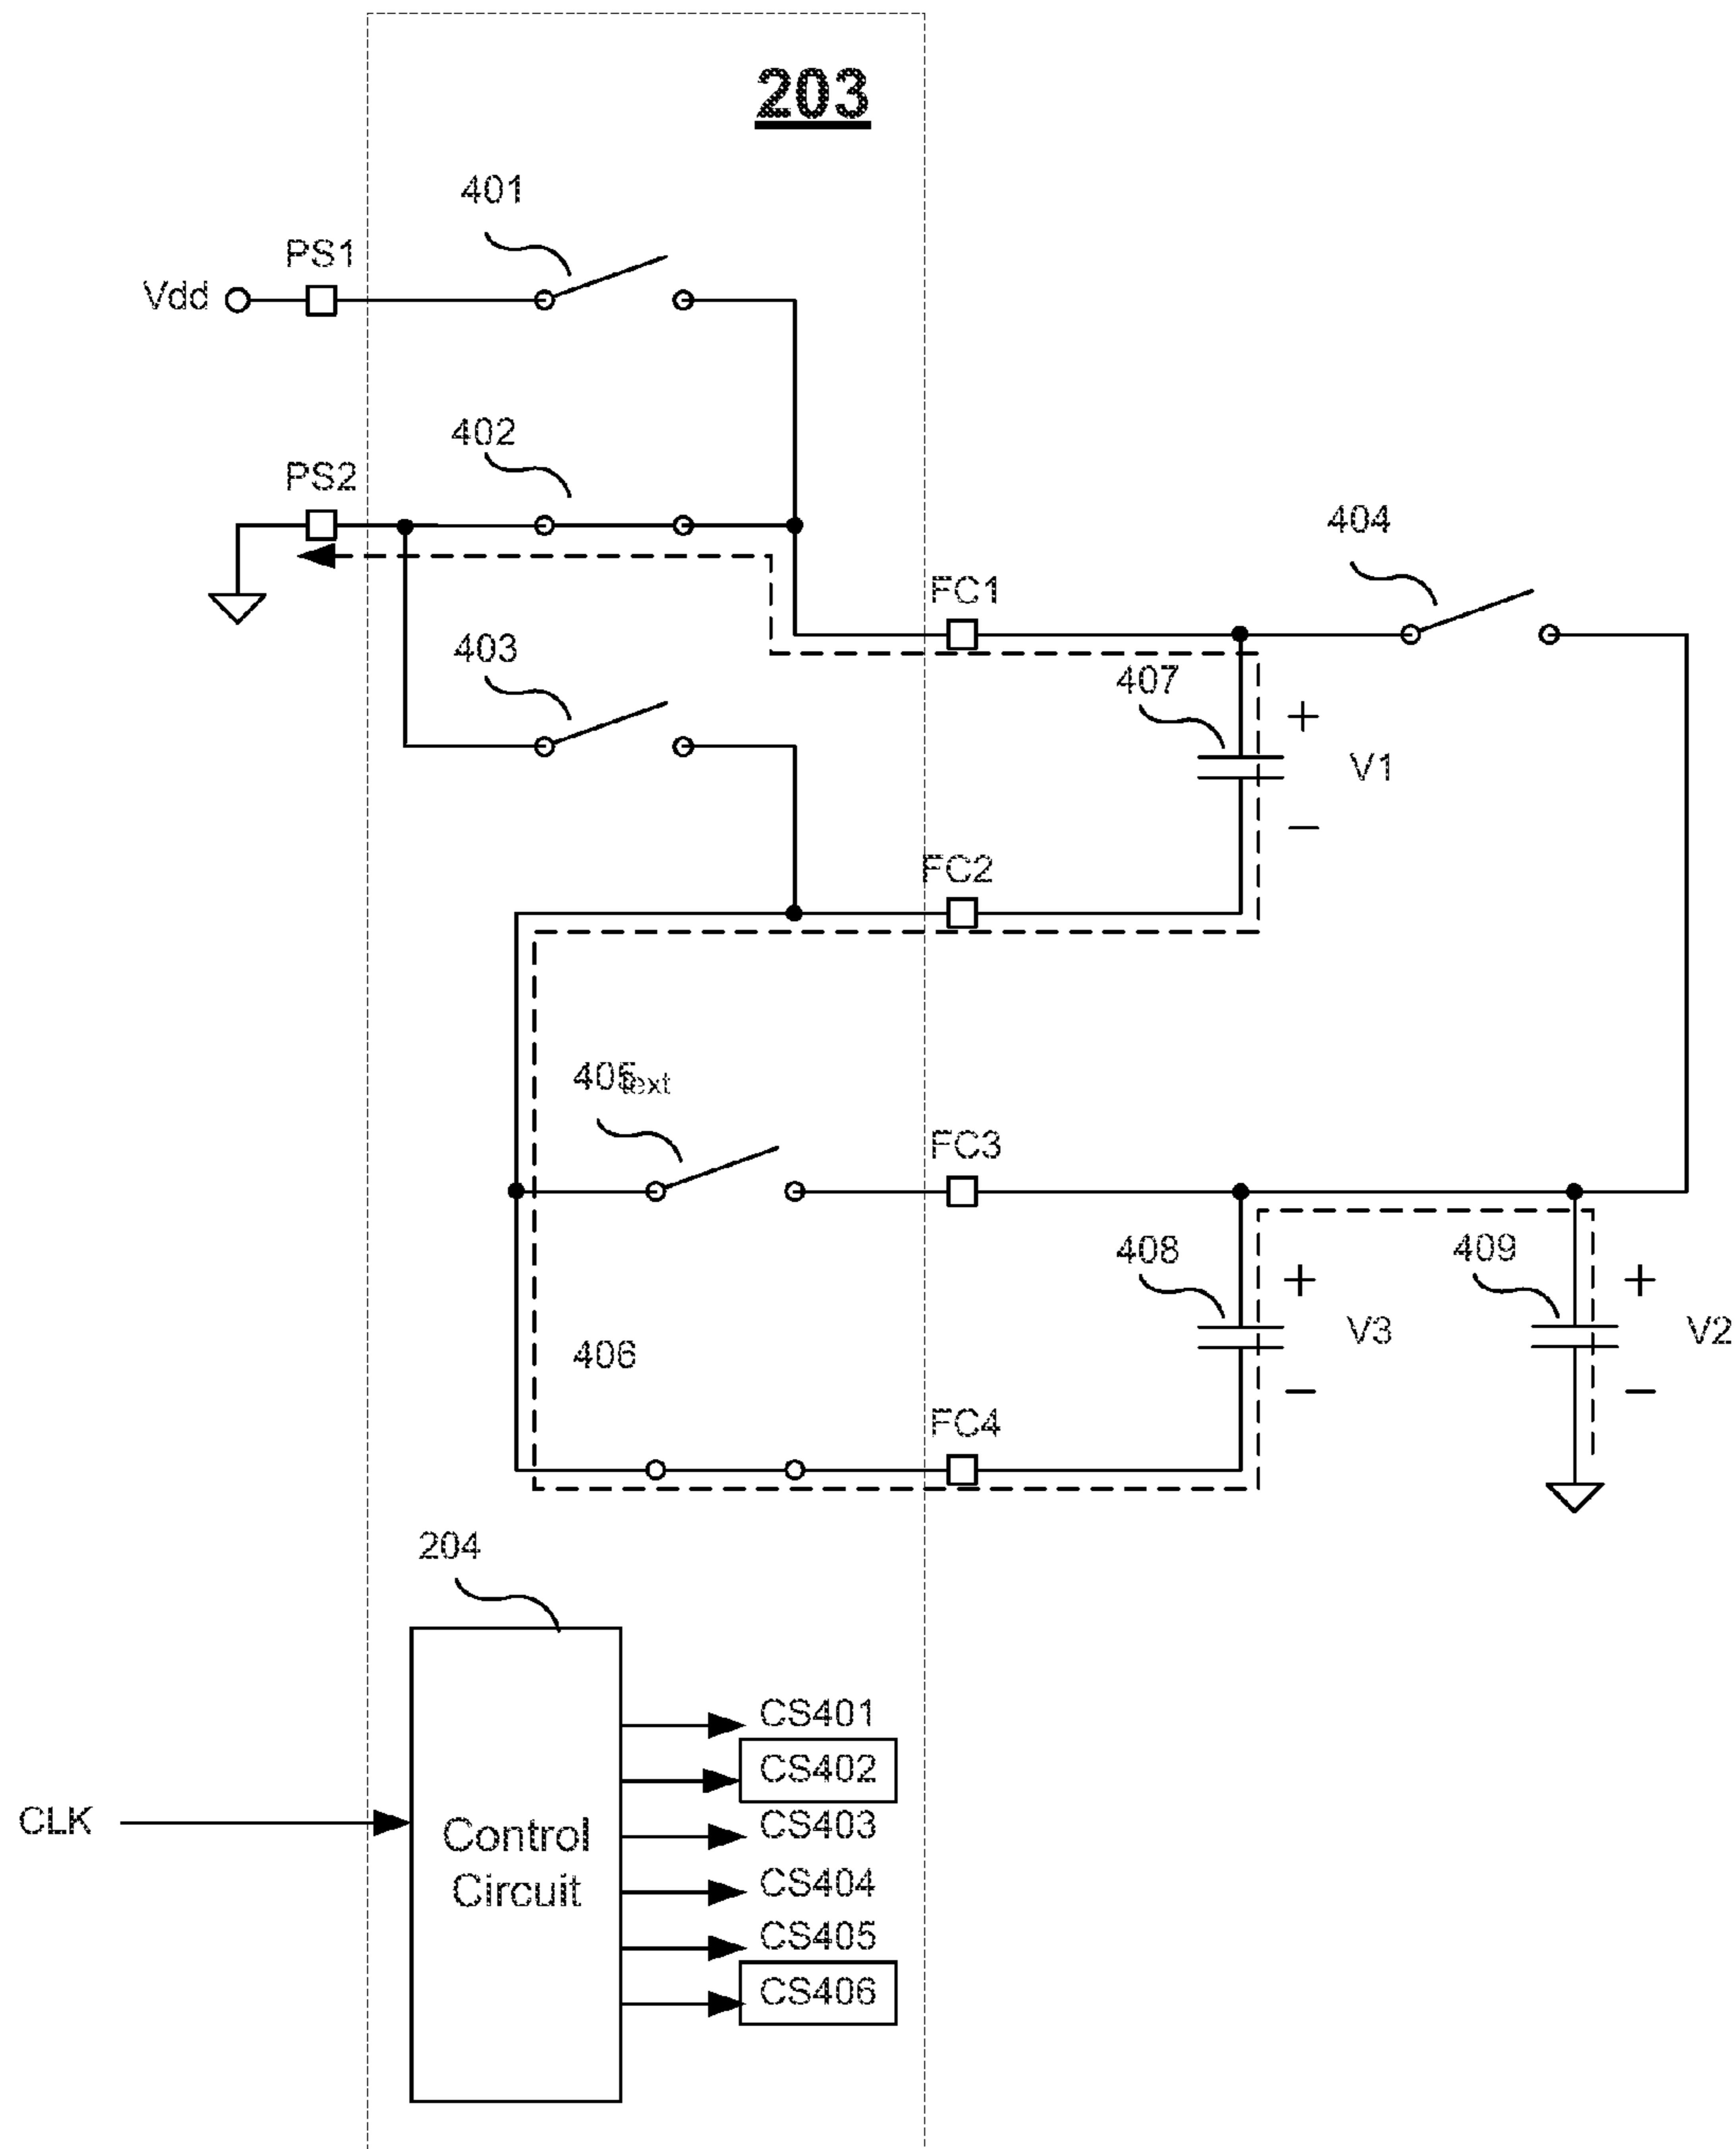 203
401
PS1
Vdd
402
PS2
404
FC1
403
407
+
V1
−
FC2
405
text
FC3
408
409
+
+
V3
V2
406
−
−
FC4
204
CS401
CS402
CLK
CS403
Control
Circuit
CS404
CS405
CS406